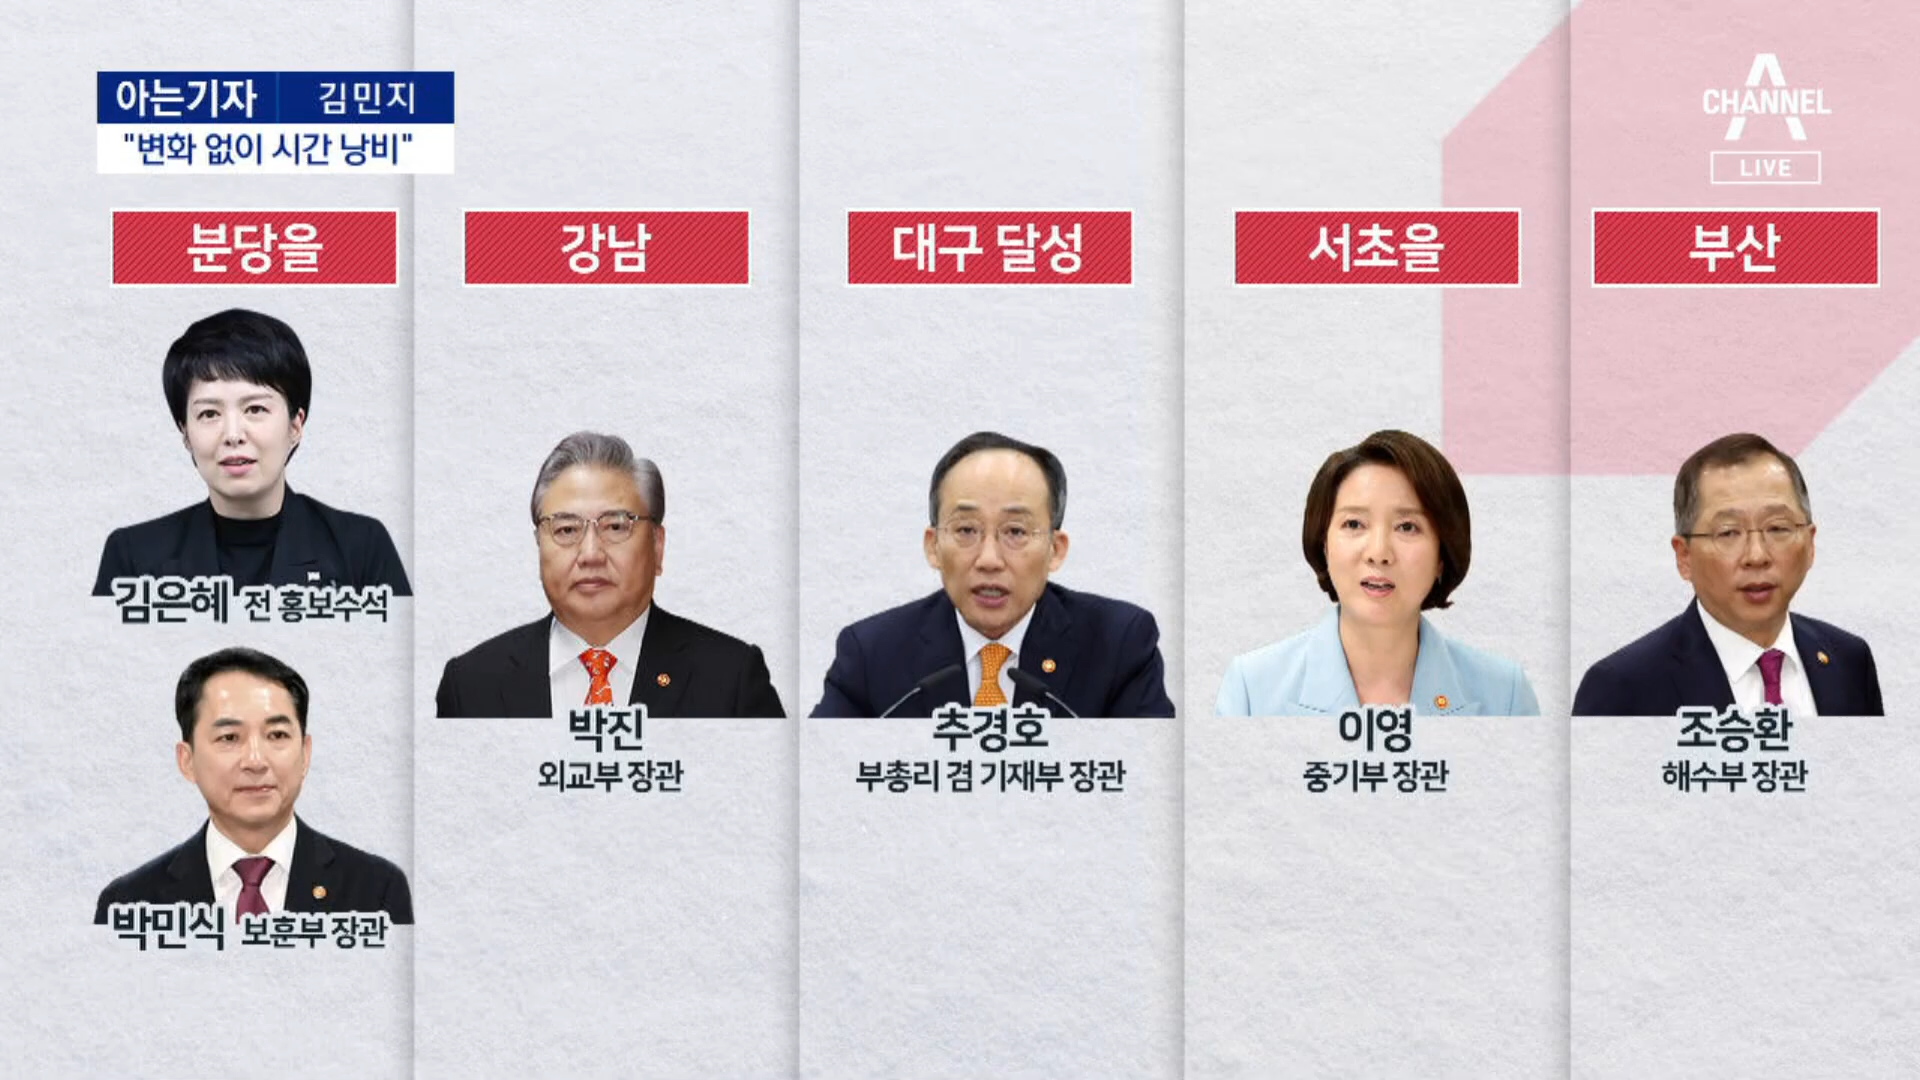 아는기자 김민지
"변화 없이 시간 낭비"
CHANNEL A
LIVE
분당을
강남
대구 달성
서초을
부산
김은혜 전 홍보수석
박민식 보훈부 장관
박진
외교부 장관
추경호
부총리 겸 기재부 장관
이영
중기부 장관
조승환
해수부 장관